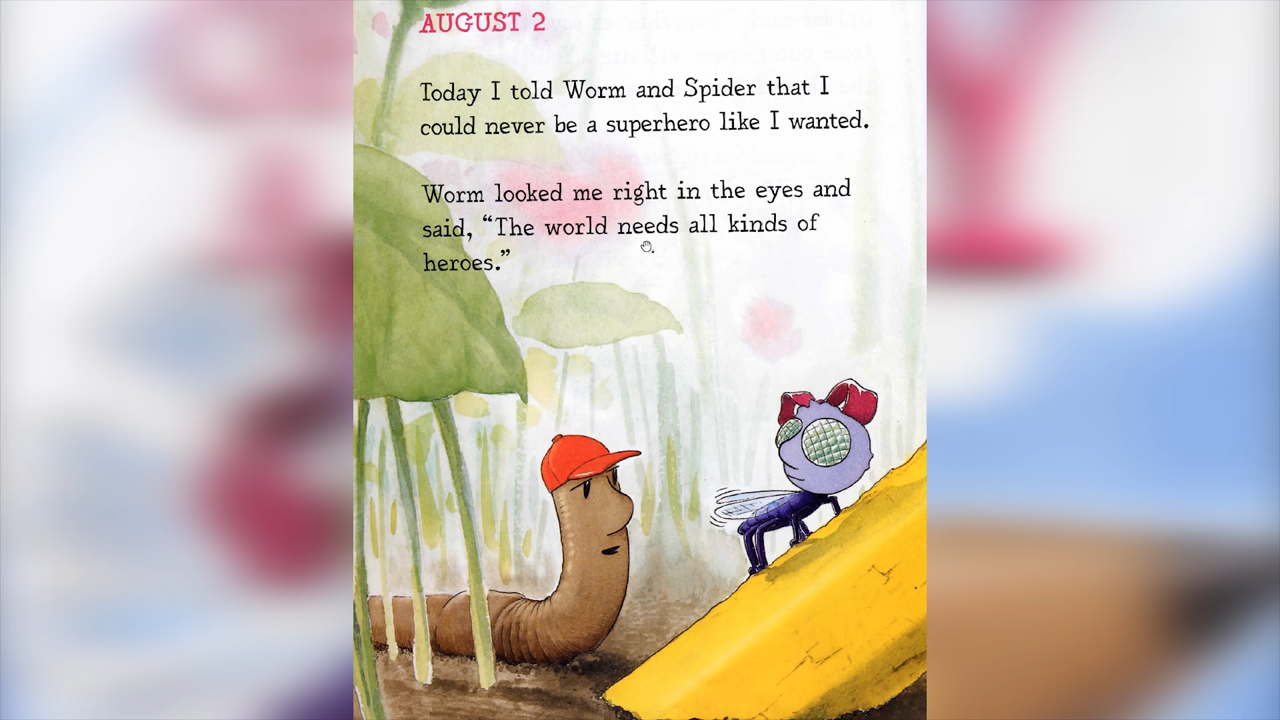 AUGUST 2
Today I told Worm and Spider that I
could never be a superhero like I wanted.
Worm looked me right in the eyes and
said, “The world needs all kinds of
heroes.”